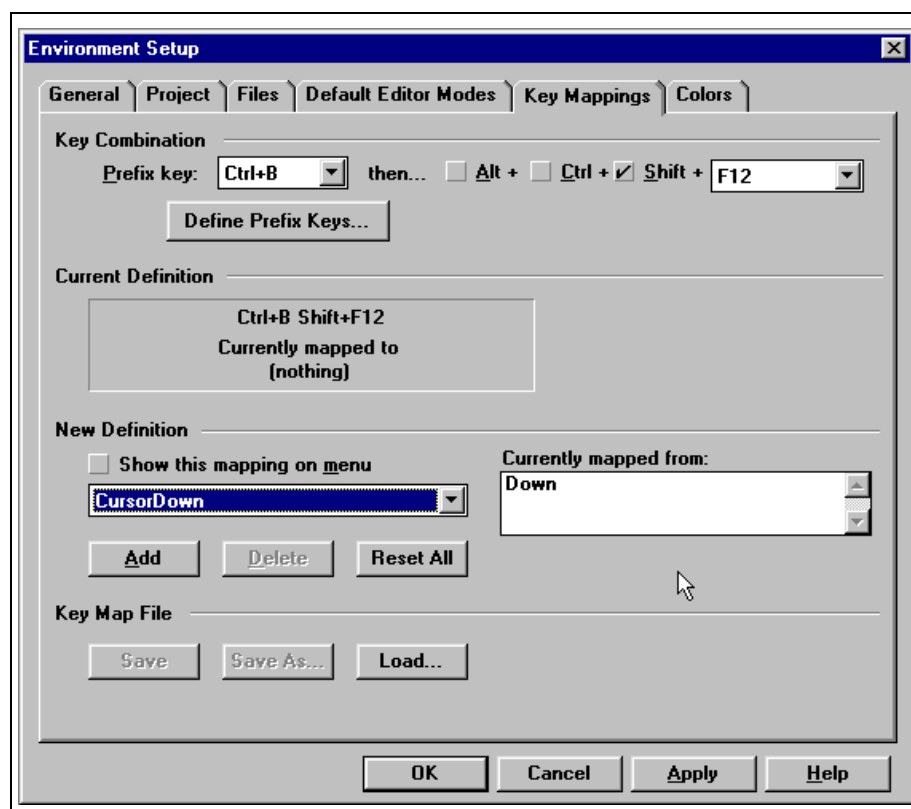 Environment Setup
General Project Files Default Editor Modes Key Mappings Colors
Key Combination
Prefix key: Ctrl+B then... Alt + Ctrl + Shift + F12
Define Prefix Keys...
Current Definition
Ctrl+B Shift+F12
Currently mapped to
(nothing)
New Definition
Show this mapping on menu
Currently mapped from:
CursorDown
Down
Add Delete Reset All
Key Map File
Save Save As... Load...
OK Cancel Apply Help